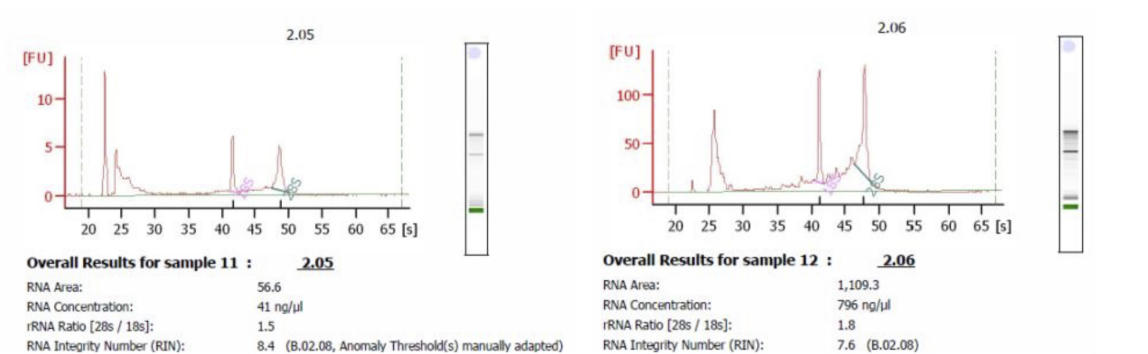 2.05
[FU]
10
5
0
18S
28S
20 25 30 35 40 45 50 55 60 65 [s]
Overall Results for sample 11 : 2.05
RNA Area: 56.6
RNA Concentration: 41 ng/µl
rRNA Ratio [28s / 18s]: 1.5
RNA Integrity Number (RIN): 8.4 (B.02.08, Anomaly Threshold(s) manually adapted)
2.06
[FU]
100
50
0
18S
28S
20 25 30 35 40 45 50 55 60 65 [s]
Overall Results for sample 12 : 2.06
RNA Area: 1,109.3
RNA Concentration: 796 ng/µl
rRNA Ratio [28s / 18s]: 1.8
RNA Integrity Number (RIN): 7.6 (B.02.08)